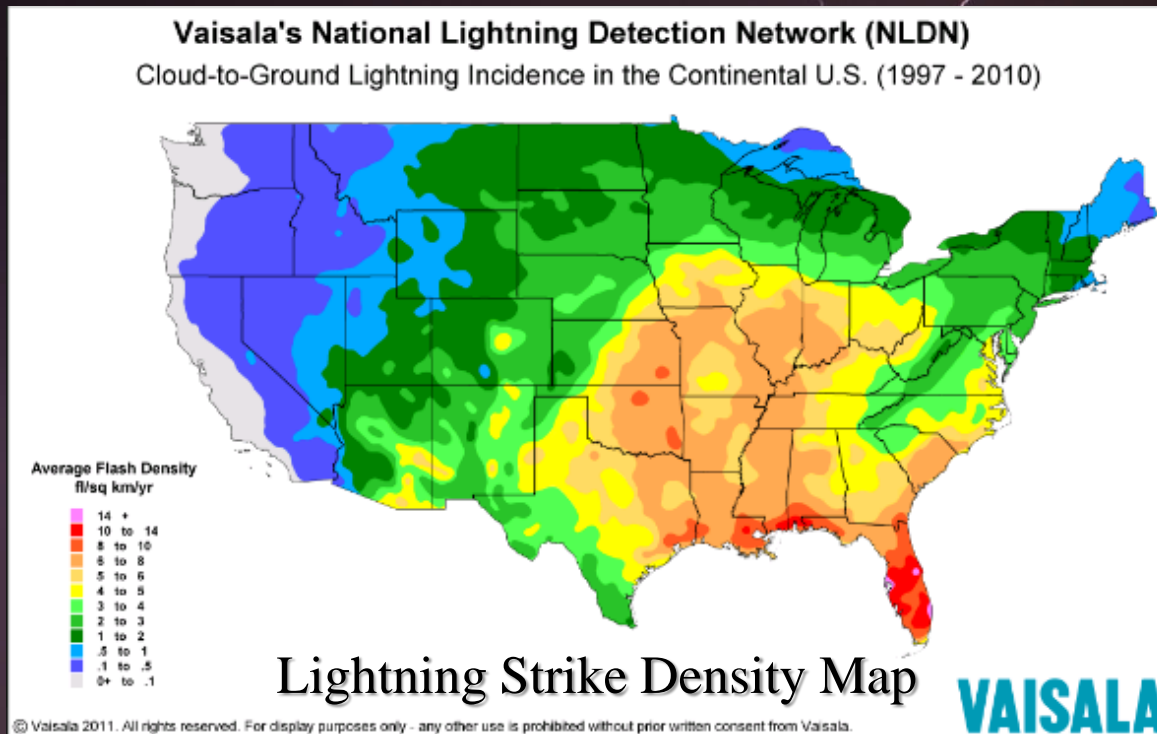 Vaisala's National Lightning Detection Network (NLDN)
Cloud-to-Ground Lightning Incidence in the Continental U.S. (1997 - 2010)
Average Flash Density
fl/sq km/yr
14 +
10 to 14
8 to 10
6 to 8
5 to 6
4 to 5
3 to 4
2 to 3
1 to 2
.5 to 1
.1 to .5
0+ to .1
Lightning Strike Density Map
VAISALA
© Vaisala 2011. All rights reserved. For display purposes only - any other use is prohibited without prior written consent from Vaisala.